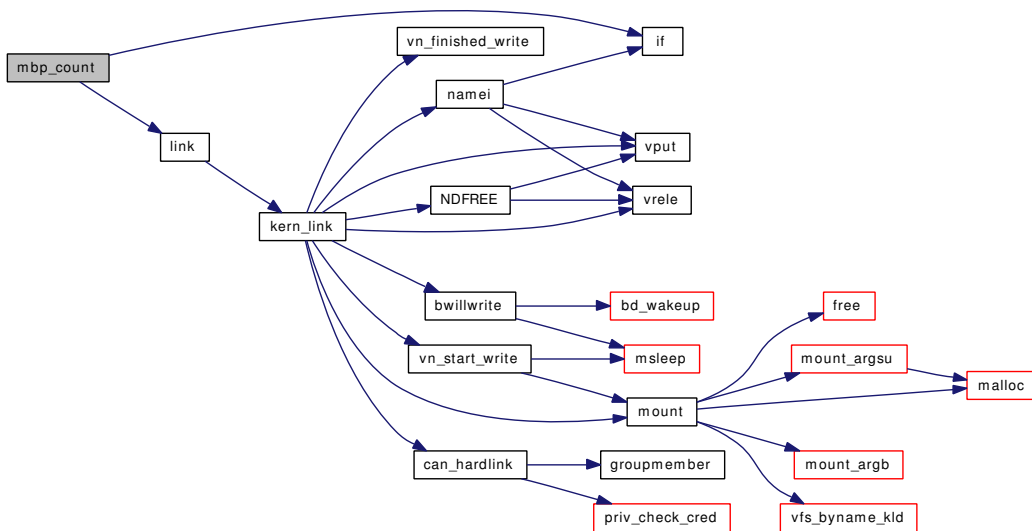 mbp_count
link
kern_link
vn_finished_write
namei
NDFREE
bwillwrite
vn_start_write
can_hardlink
if
vput
vrele
bd_wakeup
msleep
mount
groupmember
priv_check_cred
free
mount_argsu
malloc
mount_argb
vfs_byname_kld